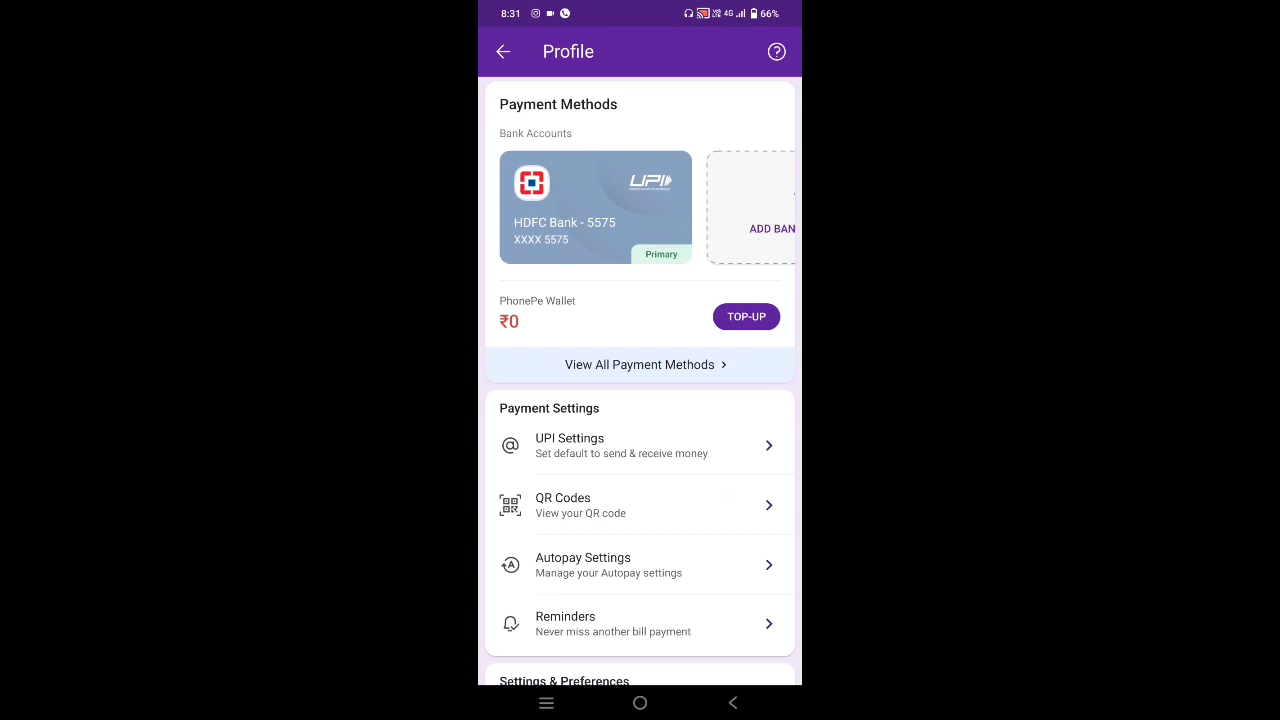 8:31
4G
66%
Profile
Payment Methods
Bank Accounts
UPI
HDFC Bank - 5575
XXXX 5575
Primary
ADD BAN
PhonePe Wallet
₹0
TOP-UP
View All Payment Methods
Payment Settings
UPI Settings
Set default to send & receive money
QR Codes
View your QR code
Autopay Settings
Manage your Autopay settings
Reminders
Never miss another bill payment
Settings & Preferences